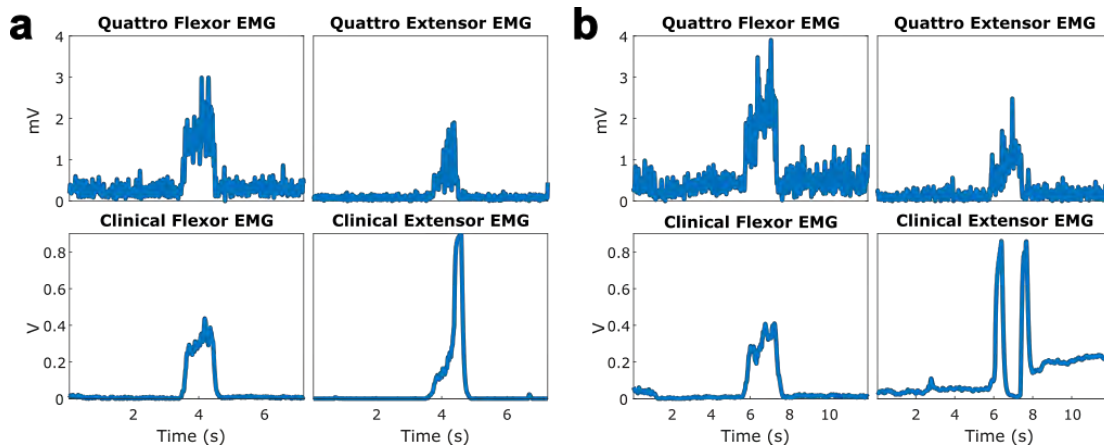 a
Quattro Flexor EMG
Quattro Extensor EMG
4
3
2
1
0
mV
Clinical Flexor EMG
Clinical Extensor EMG
0.8
0.6
0.4
0.2
0
V
2 4 6
2 4 6
Time (s)
Time (s)
b
Quattro Flexor EMG
Quattro Extensor EMG
4
3
2
1
0
mV
Clinical Flexor EMG
Clinical Extensor EMG
0.8
0.6
0.4
0.2
0
V
2 4 6 8 10
2 4 6 8 10
Time (s)
Time (s)